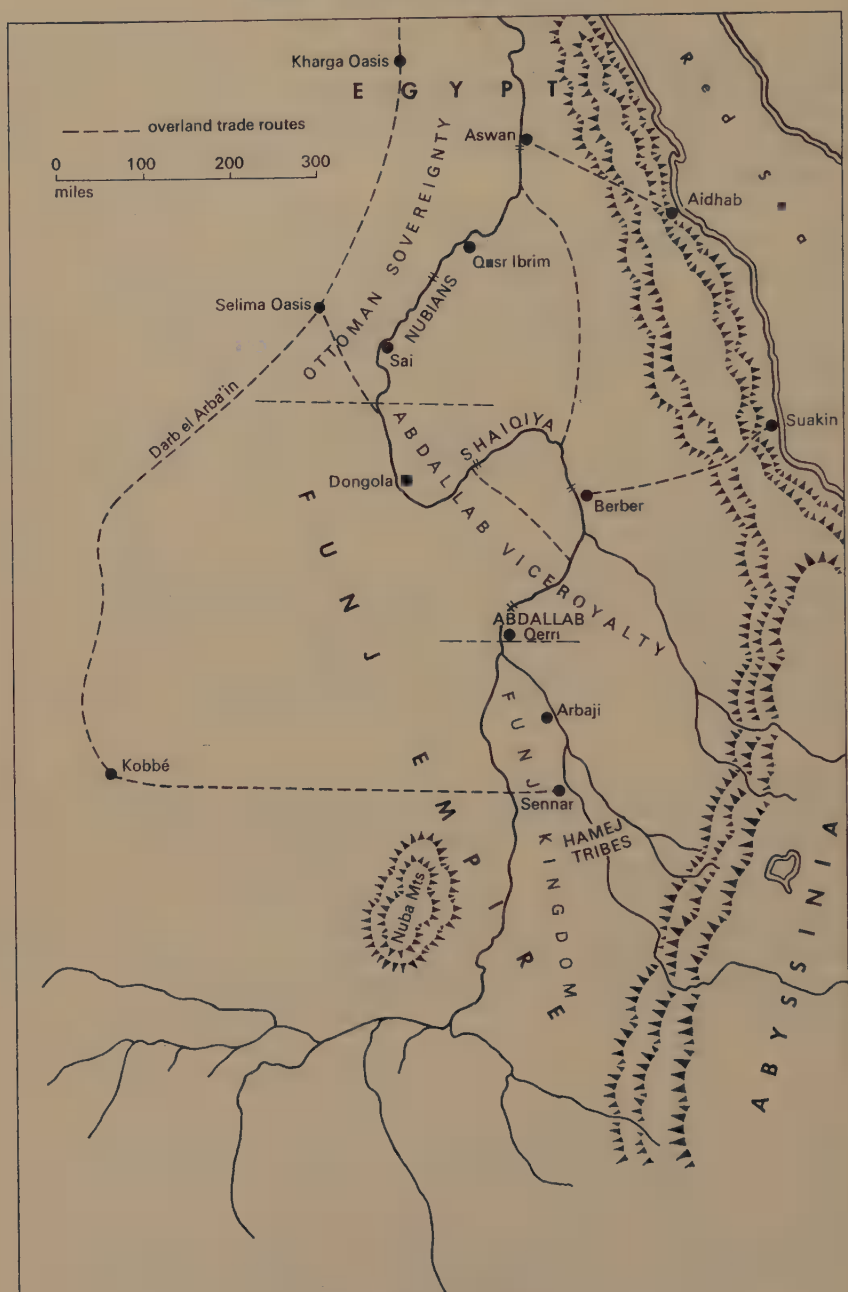 Kharga Oasis
EGYPT
Red Sea
overland trade routes
0 100 200 300
miles
Aswan
Aidhab
OTTOMAN SOVEREIGNTY
Qasr Ibrim
NUBIANS
Selima Oasis
Sai
Darb el Arba'in
Suakin
SHAIQIYA
ABDALLAB VICEROYALTY
Dongola
Berber
FUNJ EMPIRE
ABDALLAB
Qerri
Arbaji
FUNJ KINGDOM
Kobbé
Sennar
HAMEJ
TRIBES
Nuba Mts
ABYSSINIA